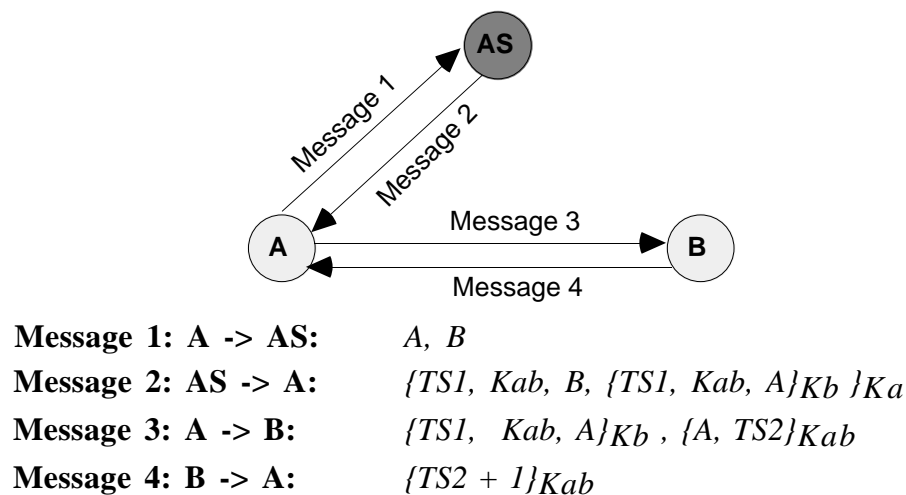 AS
Message 1
Message 2
Message 3
A
B
Message 4
Message 1: A -> AS: A, B
Message 2: AS -> A: {TS1, Kab, B, {TS1, Kab, A}Kb }Ka
Message 3: A -> B: {TS1, Kab, A}Kb , {A, TS2}Kab
Message 4: B -> A: {TS2 + 1}Kab